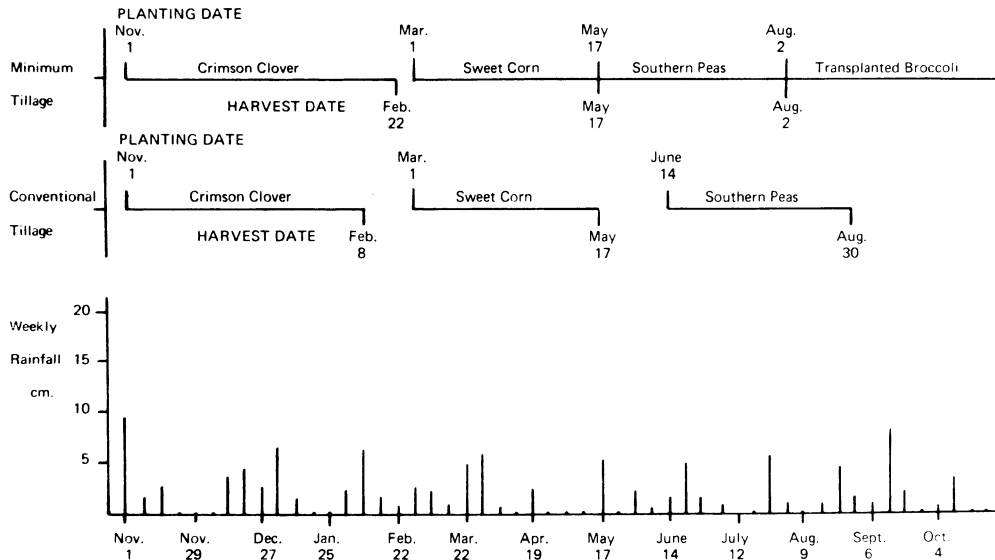 PLANTING DATE
Nov. Mar. May Aug.
1 1 17 2
Minimum Crimson Clover Sweet Corn Southern Peas Transplanted Broccoli
Tillage HARVEST DATE Feb. May Aug.
22 17 2
PLANTING DATE
Nov. Mar. June
1 1 14
Conventional Crimson Clover Sweet Corn Southern Peas
Tillage HARVEST DATE Feb. May Aug.
8 17 30
20
Weekly
Rainfall 15
cm.
10
5
Nov. Nov. Dec. Jan. Feb. Mar. Apr. May June July Aug. Sept. Oct.
1 29 27 25 22 22 19 17 14 12 9 6 4